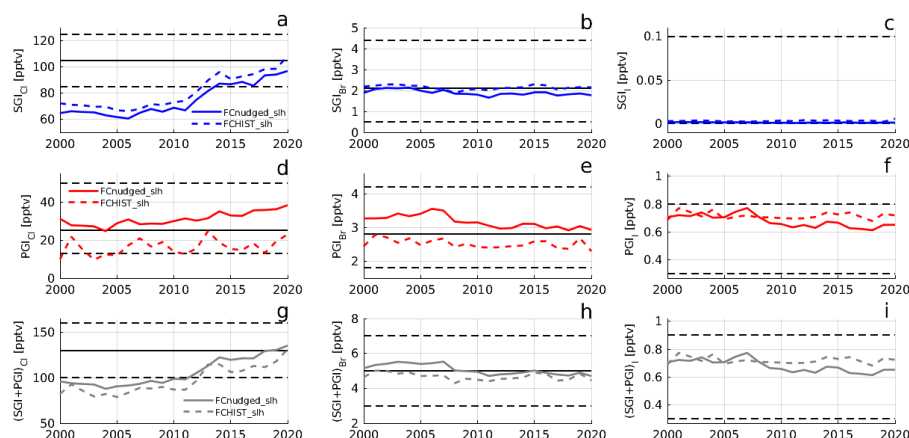 a
b
c
SGI_Cl [pptv]
120
100
80
60
FCnudged_slh
FCHIST_slh
2000 2005 2010 2015 2020
SGI_Br [pptv]
5
4
3
2
1
0
2000 2005 2010 2015 2020
SGI_I [pptv]
0.1
0.05
0
2000 2005 2010 2015 2020
d
e
f
PGI_Cl [pptv]
40
20
0
FCnudged_slh
FCHIST_slh
2000 2005 2010 2015 2020
PGI_Br [pptv]
4
3
2
2000 2005 2010 2015 2020
PGI_I [pptv]
1
0.8
0.6
0.4
2000 2005 2010 2015 2020
g
h
i
(SGI+PGI)_Cl [pptv]
150
100
50
FCnudged_slh
FCHIST_slh
2000 2005 2010 2015 2020
(SGI+PGI)_Br [pptv]
8
6
4
2
2000 2005 2010 2015 2020
(SGI+PGI)_I [pptv]
1
0.8
0.6
0.4
2000 2005 2010 2015 2020